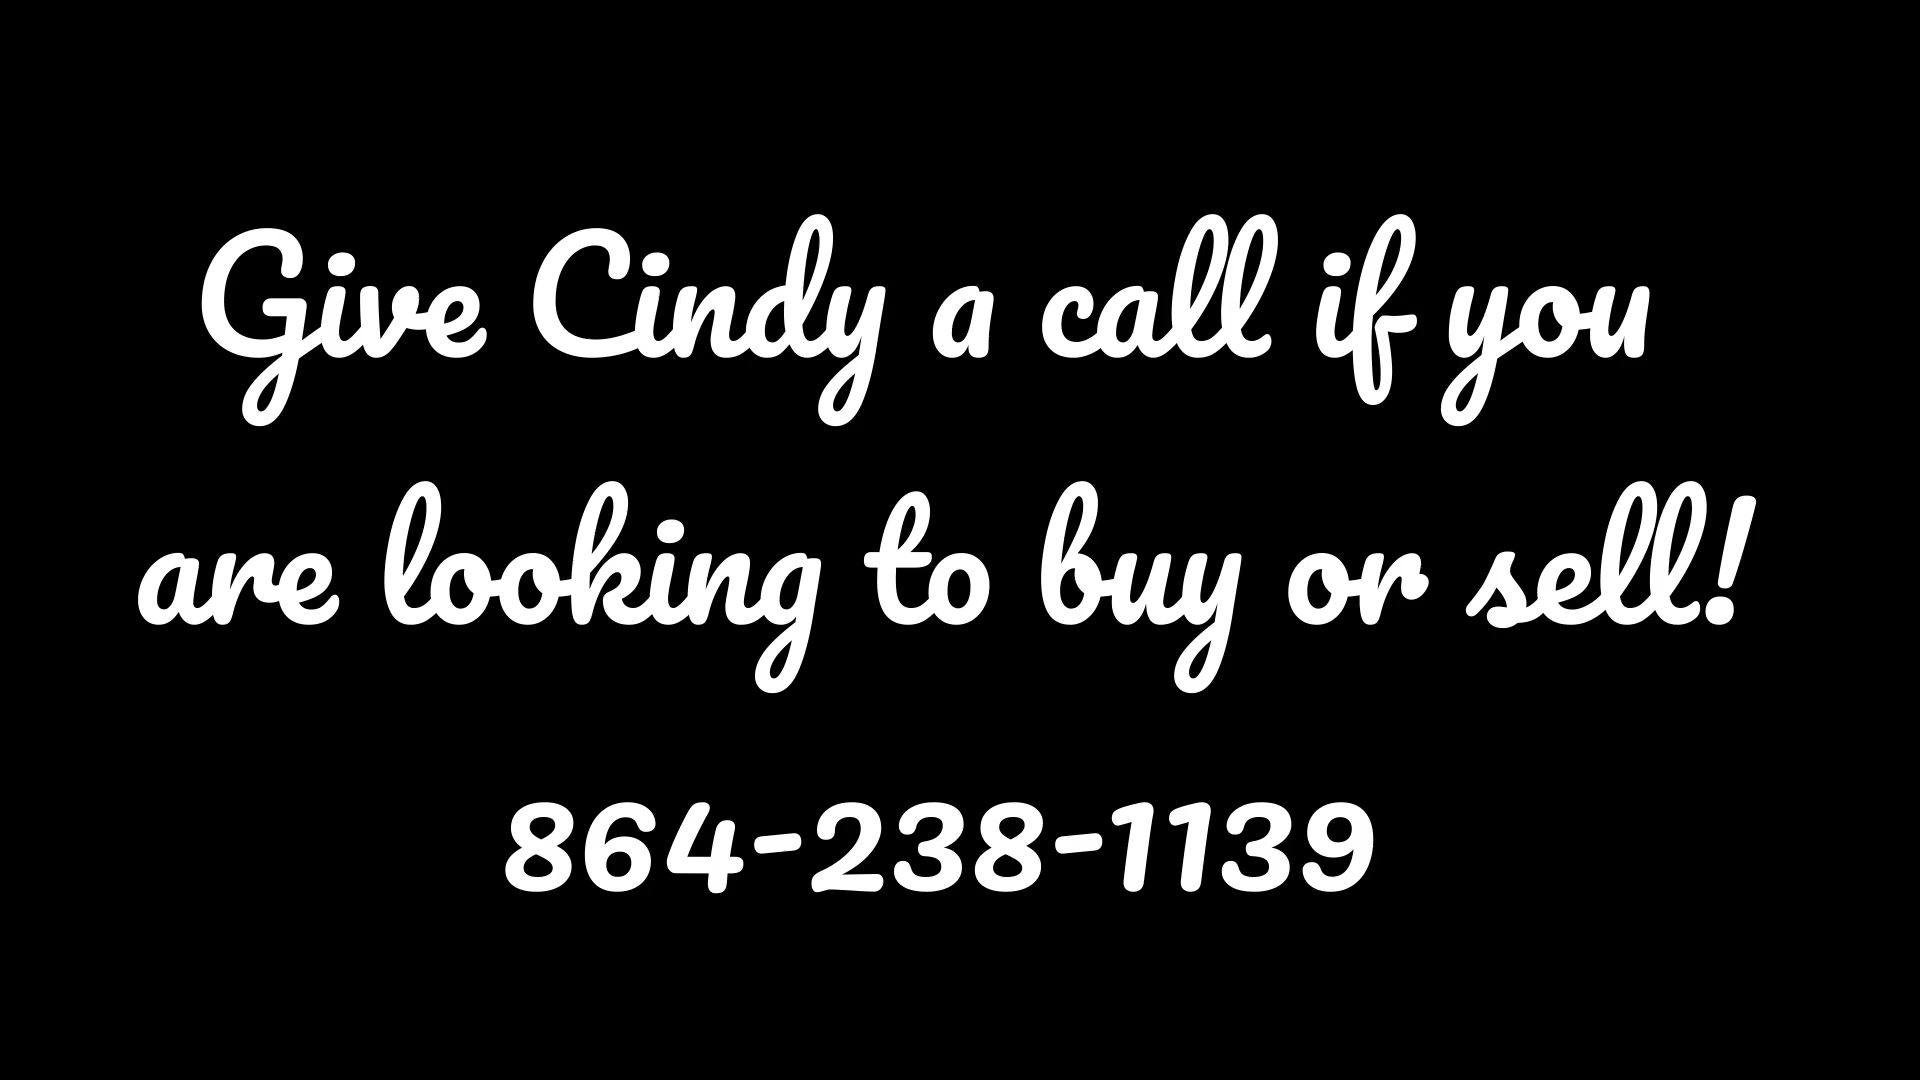 Give Cindy a call if you
are looking to buy or sell!
864-238-1139